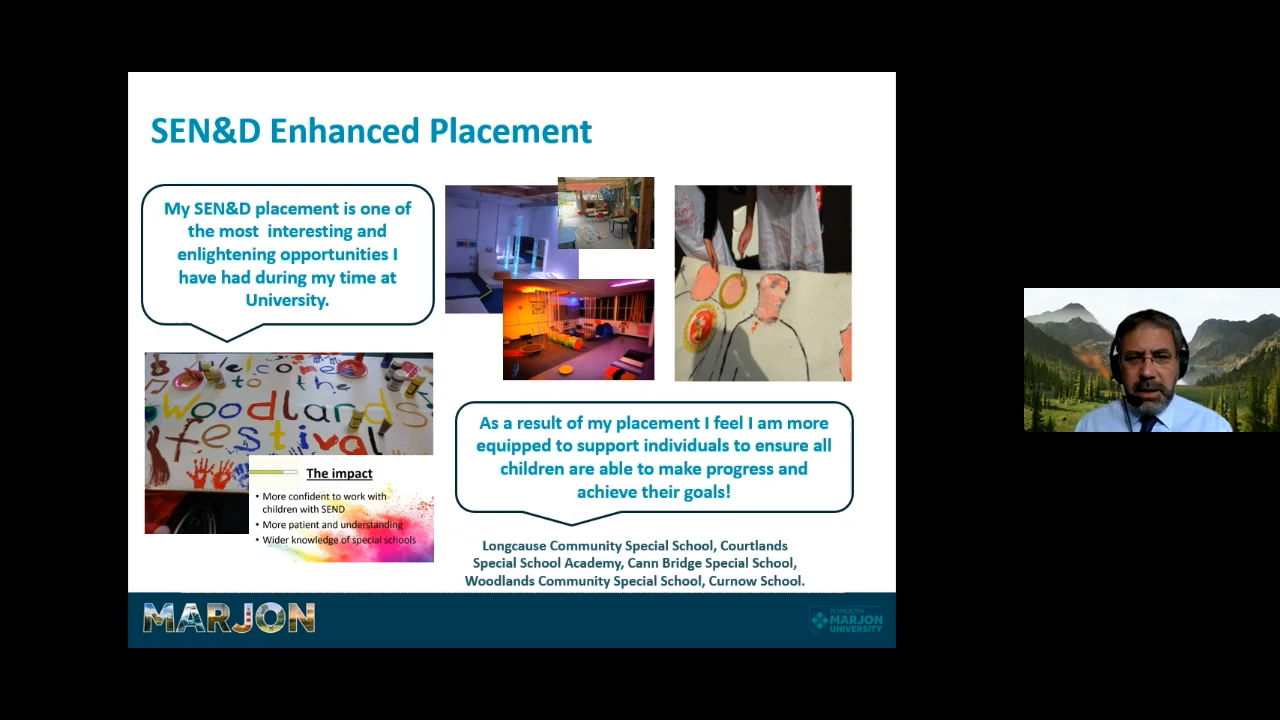 SEN&D Enhanced Placement
My SEN&D placement is one of
the most interesting and
enlightening opportunities I
have had during my time at
University.
Welcome
to the
Woodlands
festival
The impact
• More confident to work with
children with SEND
• More patient and understanding
• Wider knowledge of special schools
As a result of my placement I feel I am more
equipped to support individuals to ensure all
children are able to make progress and
achieve their goals!
Longcause Community Special School, Courtlands
Special School Academy, Cann Bridge Special School,
Woodlands Community Special School, Curnow School.
MARJON
PLYMOUTH
MARJON
UNIVERSITY